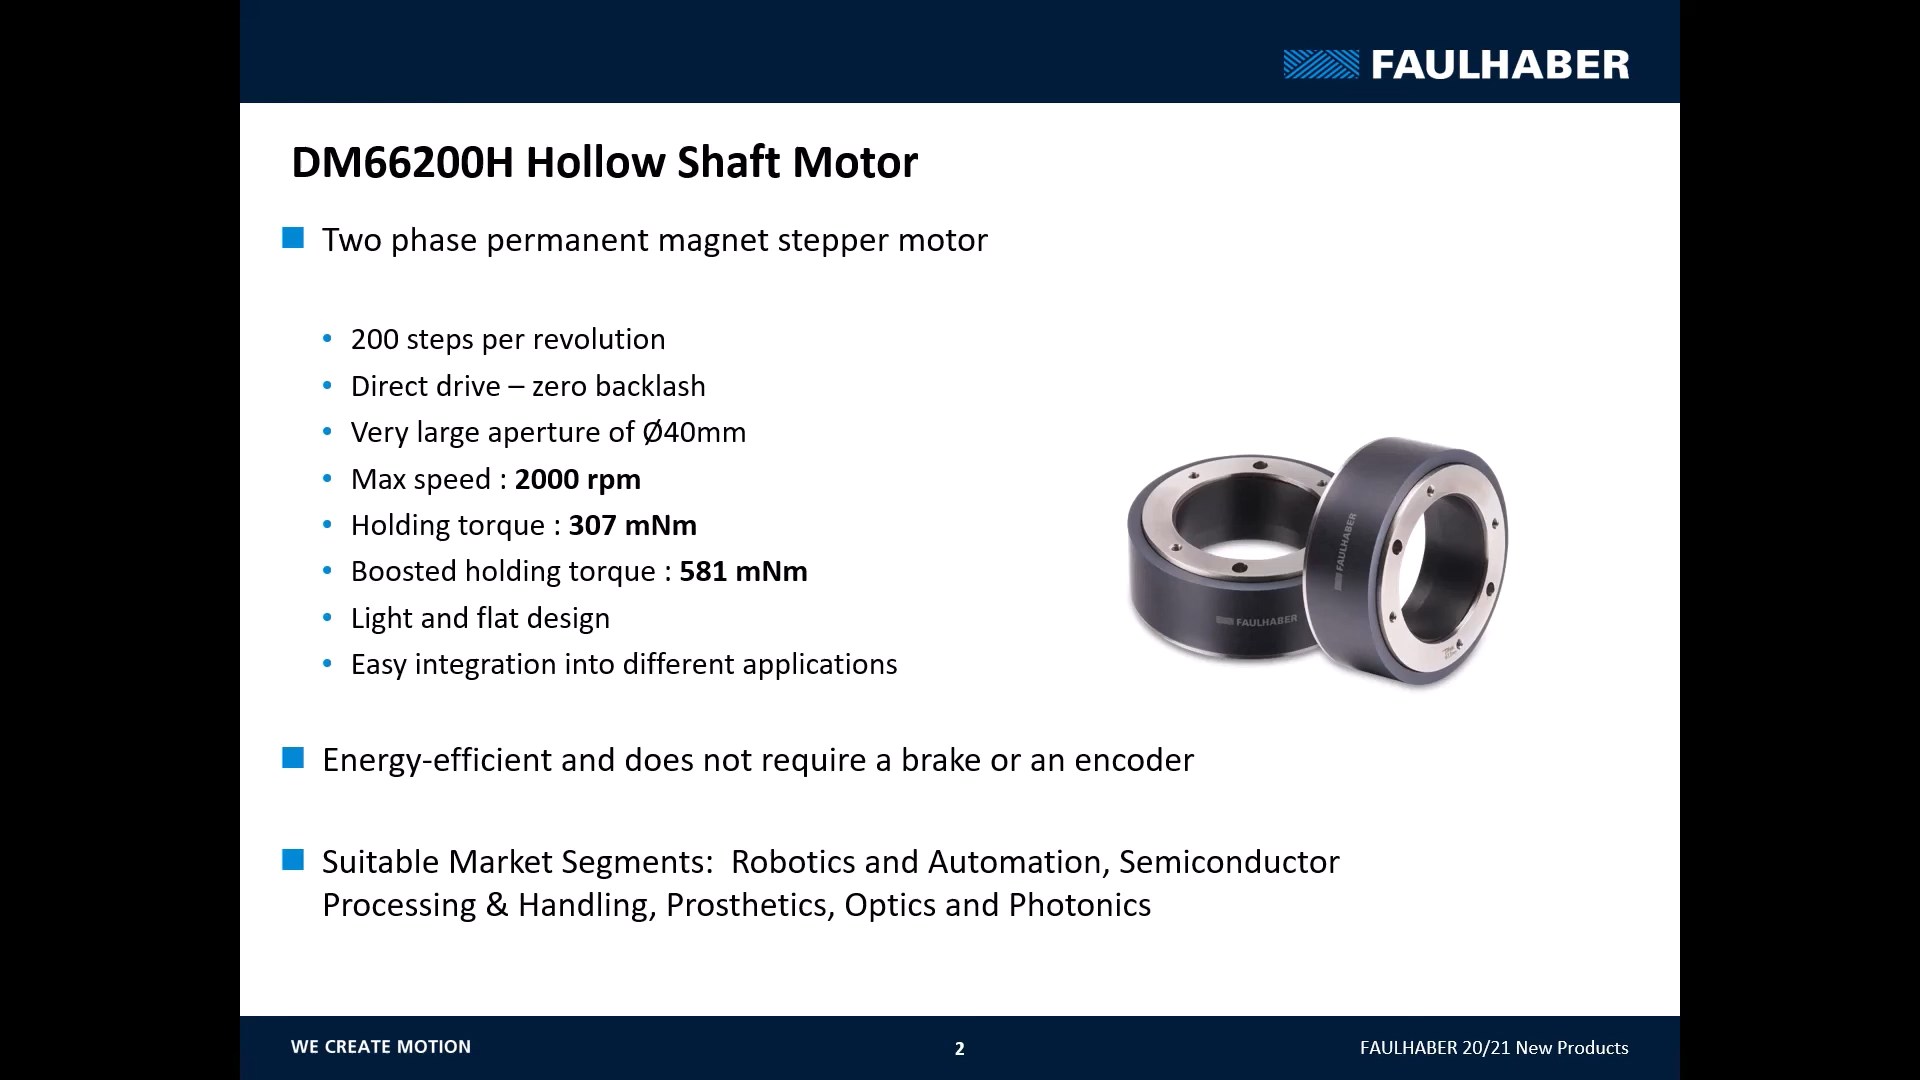 FAULHABER
DM66200H Hollow Shaft Motor
Two phase permanent magnet stepper motor
• 200 steps per revolution
• Direct drive – zero backlash
• Very large aperture of Ø40mm
• Max speed : 2000 rpm
• Holding torque : 307 mNm
• Boosted holding torque : 581 mNm
• Light and flat design
• Easy integration into different applications
FAULHABER
FAULHABER
Energy-efficient and does not require a brake or an encoder
Suitable Market Segments:  Robotics and Automation, Semiconductor
Processing & Handling, Prosthetics, Optics and Photonics
WE CREATE MOTION
2
FAULHABER 20/21 New Products